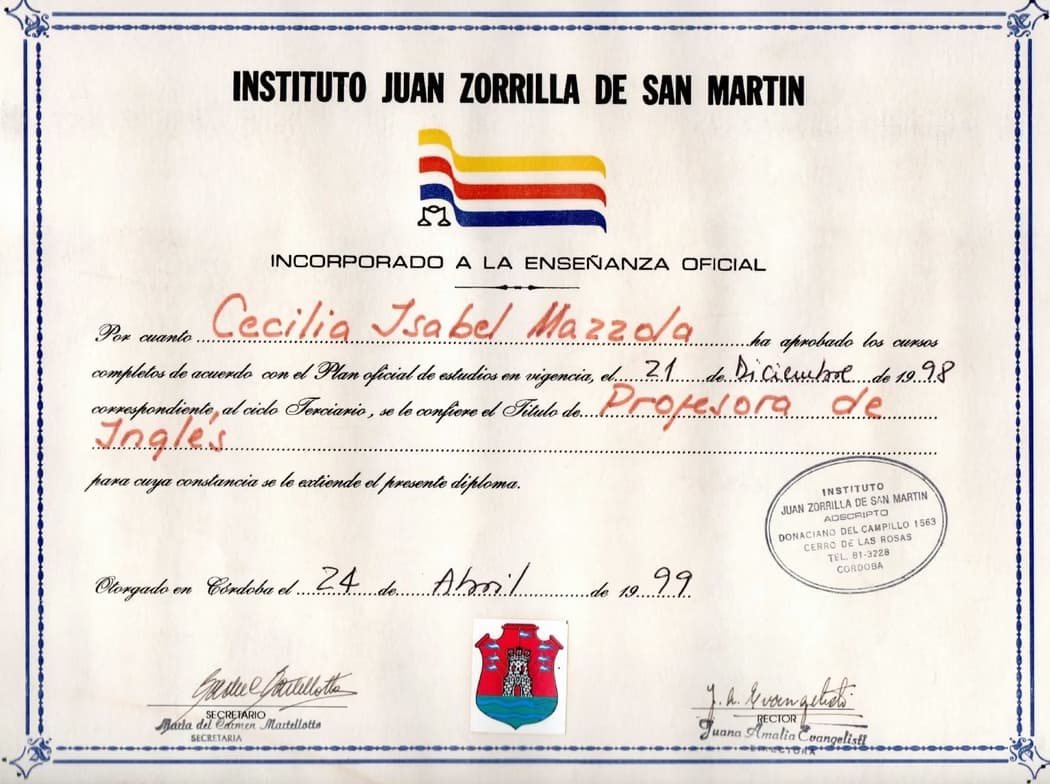 INSTITUTO JUAN ZORRILLA DE SAN MARTIN
INCORPORADO A LA ENSEÑANZA OFICIAL
Por cuanto Cecilia Isabel Mazzola ha aprobado los cursos
completos de acuerdo con el Plan oficial de estudios en vigencia, el 21 de Diciembre de 1998
correspondiente, al ciclo Terciario, se le confiere el Título de Profesora de
Inglés
para cuya constancia se le extiende el presente diploma.
INSTITUTO
JUAN ZORRILLA DE SAN MARTIN
ADSCRIPTO
DONACIANO DEL CAMPILLO 1563
CERRO DE LAS ROSAS
TEL. 81-3228
CORDOBA
Otorgado en Córdoba el 24 de Abril de 1999
SECRETARIO
María del Carmen Martellotto
SECRETARIA
J. A. Evangelisti
RECTOR
Juana Amalia Evangelisti
DIRECTORA